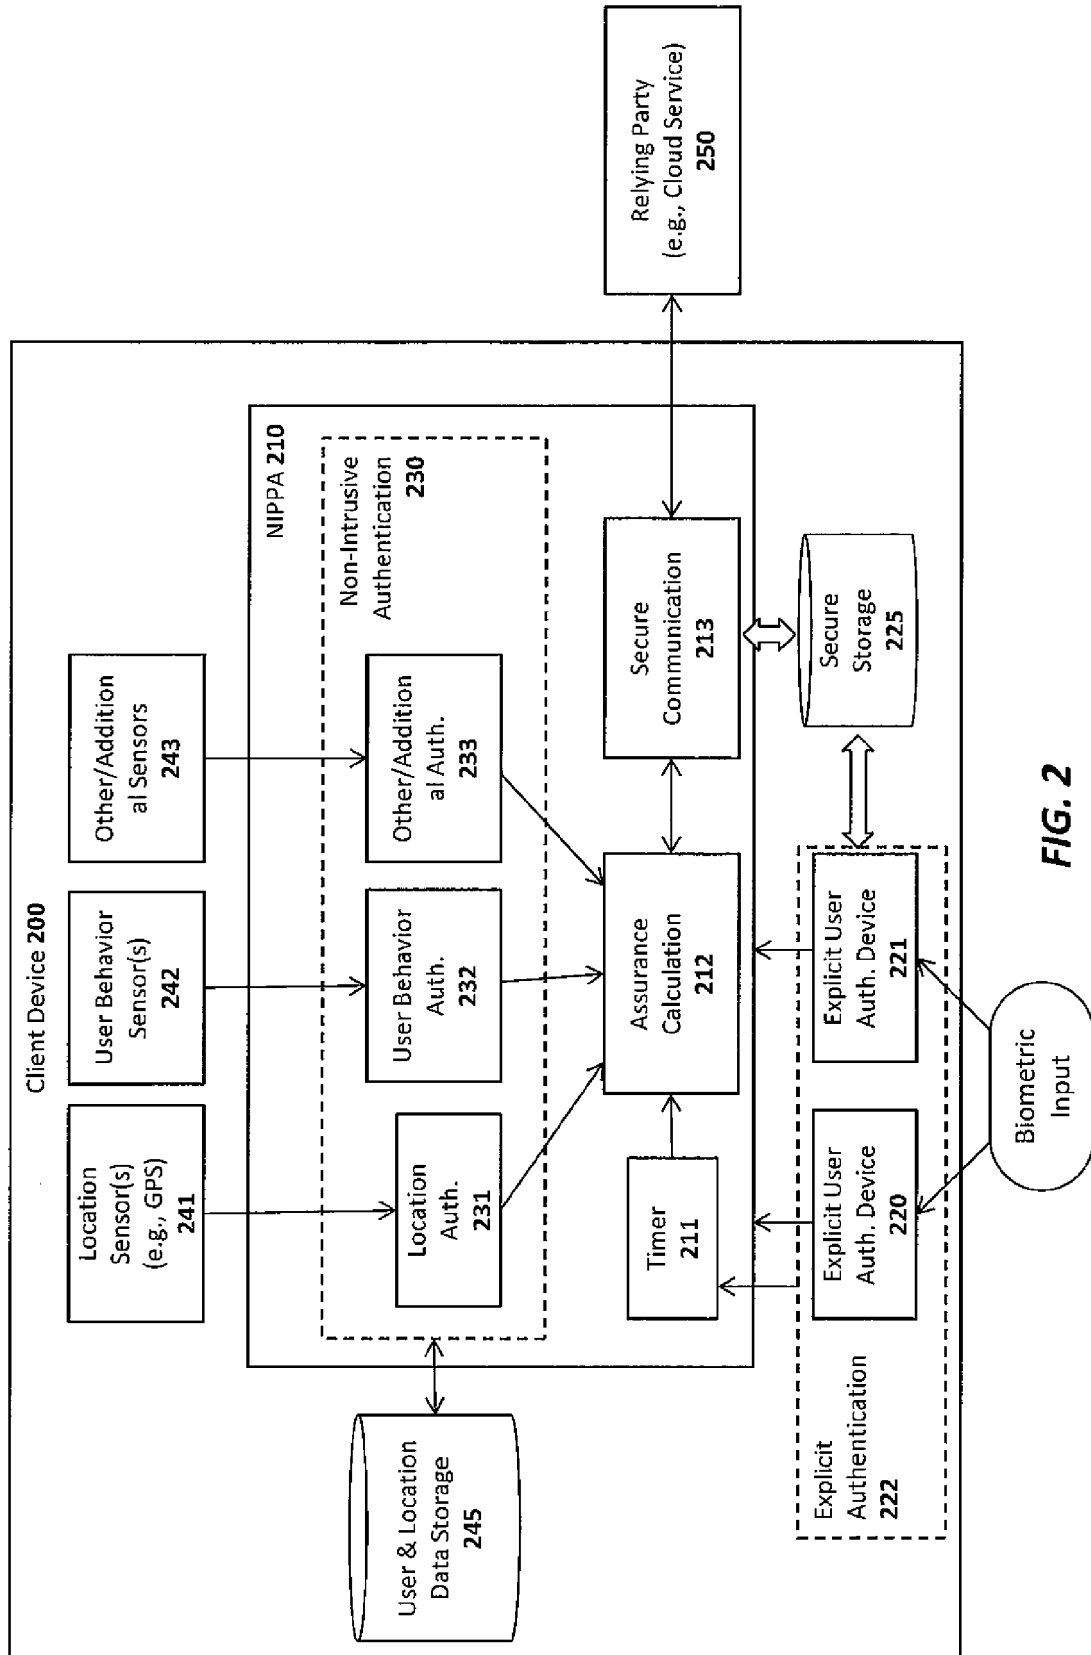 Client Device 200
Location
Sensor(s)
(e.g., GPS)
241
User Behavior
Sensor(s)
242
Other/Addition
al Sensors
243
NIPPA 210
Non-Intrusive
Authentication
230
User & Location
Data Storage
245
Location
Auth.
231
User Behavior
Auth.
232
Other/Addition
al Auth.
233
Timer
211
Assurance
Calculation
212
Secure
Communication
213
Relying Party
(e.g., Cloud Service)
250
Explicit
Authentication
222
Explicit User
Auth. Device
220
Explicit User
Auth. Device
221
Secure
Storage
225
Biometric
Input
FIG. 2